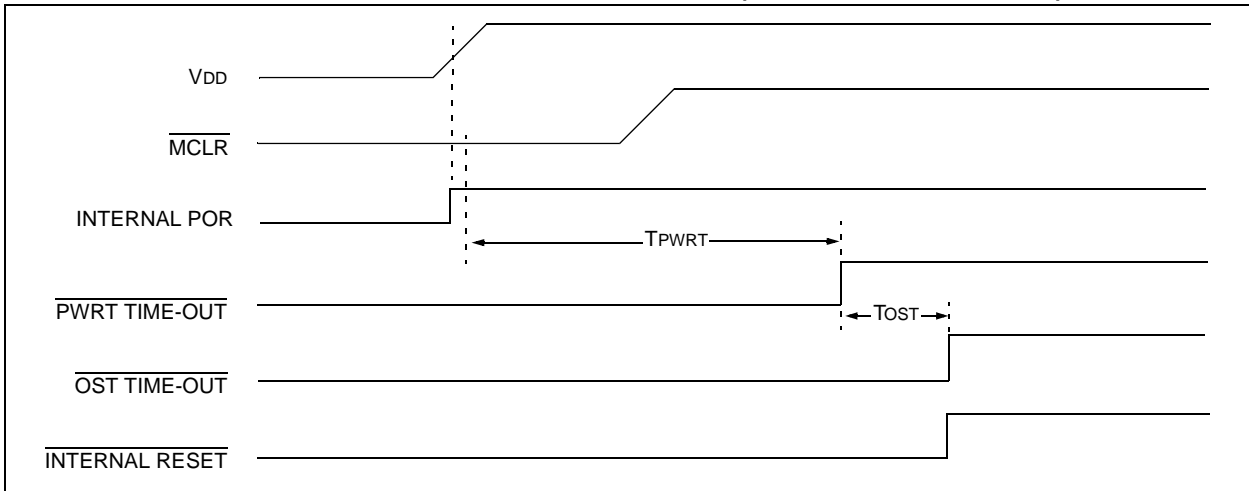 VDD
MCLR
INTERNAL POR
TPWRT
PWRT TIME-OUT
TOST
OST TIME-OUT
INTERNAL RESET